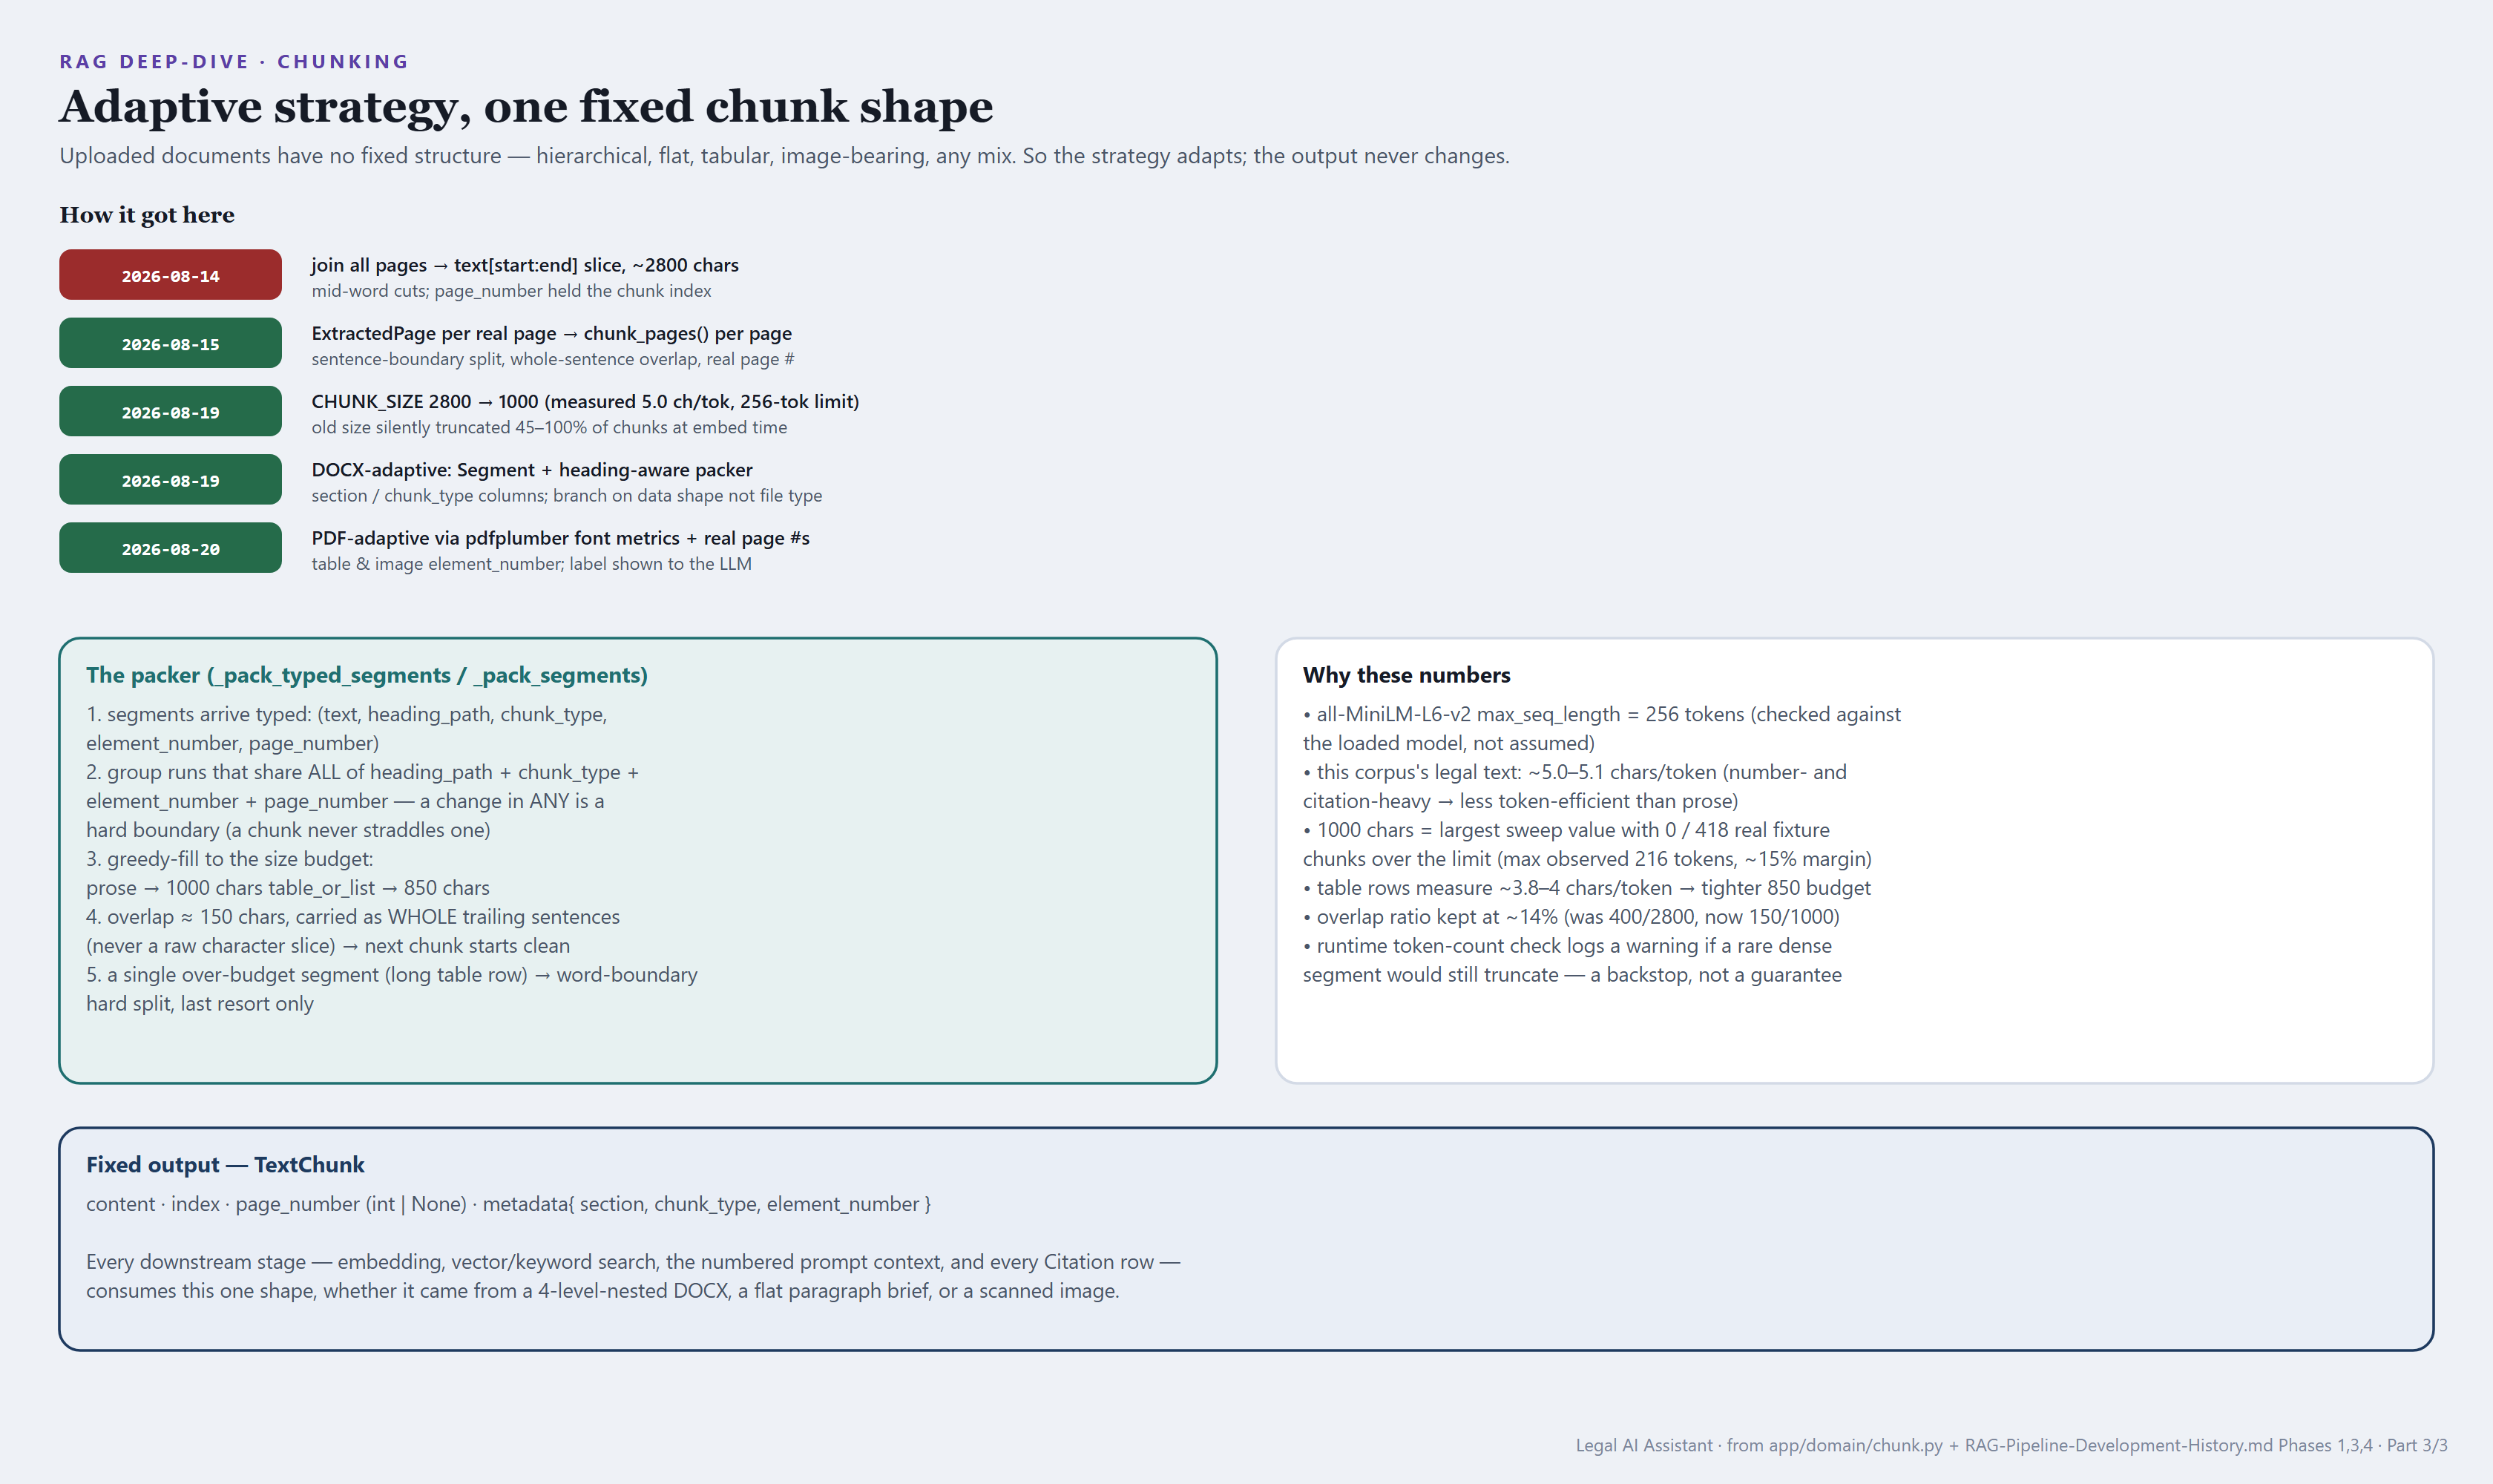 RAG DEEP-DIVE · CHUNKING
Adaptive strategy, one fixed chunk shape
Uploaded documents have no fixed structure — hierarchical, flat, tabular, image-bearing, any mix. So the strategy adapts; the output never changes.
How it got here
2026-08-14
join all pages → text[start:end] slice, ~2800 chars
mid-word cuts; page_number held the chunk index
2026-08-15
ExtractedPage per real page → chunk_pages() per page
sentence-boundary split, whole-sentence overlap, real page #
2026-08-19
CHUNK_SIZE 2800 → 1000 (measured 5.0 ch/tok, 256-tok limit)
old size silently truncated 45–100% of chunks at embed time
2026-08-19
DOCX-adaptive: Segment + heading-aware packer
section / chunk_type columns; branch on data shape not file type
2026-08-20
PDF-adaptive via pdfplumber font metrics + real page #s
table & image element_number; label shown to the LLM
The packer (_pack_typed_segments / _pack_segments)
1. segments arrive typed: (text, heading_path, chunk_type,
element_number, page_number)
2. group runs that share ALL of heading_path + chunk_type +
element_number + page_number — a change in ANY is a
hard boundary (a chunk never straddles one)
3. greedy-fill to the size budget:
prose → 1000 chars table_or_list → 850 chars
4. overlap ≈ 150 chars, carried as WHOLE trailing sentences
(never a raw character slice) → next chunk starts clean
5. a single over-budget segment (long table row) → word-boundary
hard split, last resort only
Why these numbers
• all-MiniLM-L6-v2 max_seq_length = 256 tokens (checked against
the loaded model, not assumed)
• this corpus's legal text: ~5.0–5.1 chars/token (number- and
citation-heavy → less token-efficient than prose)
• 1000 chars = largest sweep value with 0 / 418 real fixture
chunks over the limit (max observed 216 tokens, ~15% margin)
• table rows measure ~3.8–4 chars/token → tighter 850 budget
• overlap ratio kept at ~14% (was 400/2800, now 150/1000)
• runtime token-count check logs a warning if a rare dense
segment would still truncate — a backstop, not a guarantee
Fixed output — TextChunk
content · index · page_number (int | None) · metadata{ section, chunk_type, element_number }
Every downstream stage — embedding, vector/keyword search, the numbered prompt context, and every Citation row —
consumes this one shape, whether it came from a 4-level-nested DOCX, a flat paragraph brief, or a scanned image.
Legal AI Assistant · from app/domain/chunk.py + RAG-Pipeline-Development-History.md Phases 1,3,4 · Part 3/3